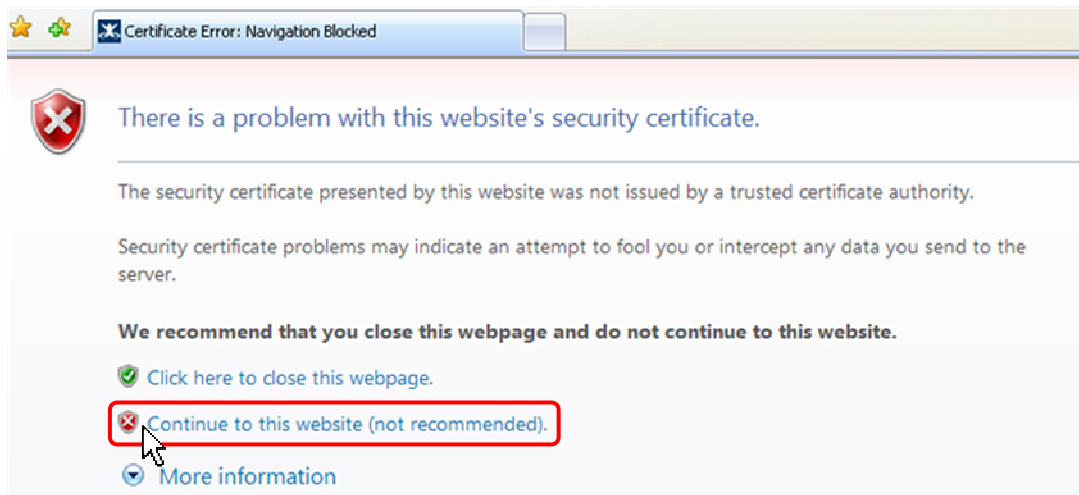 Certificate Error: Navigation Blocked
There is a problem with this website's security certificate.
The security certificate presented by this website was not issued by a trusted certificate authority.
Security certificate problems may indicate an attempt to fool you or intercept any data you send to the
server.
We recommend that you close this webpage and do not continue to this website.
Click here to close this webpage.
Continue to this website (not recommended).
More information